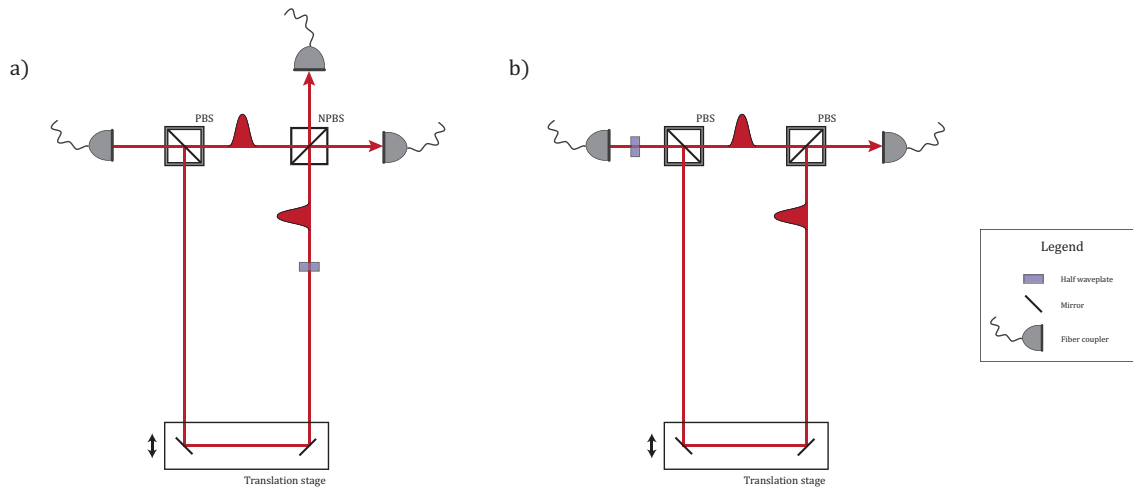 a)
PBS
NPBS
Translation stage
b)
PBS
PBS
Translation stage
Legend
Half waveplate
Mirror
Fiber coupler